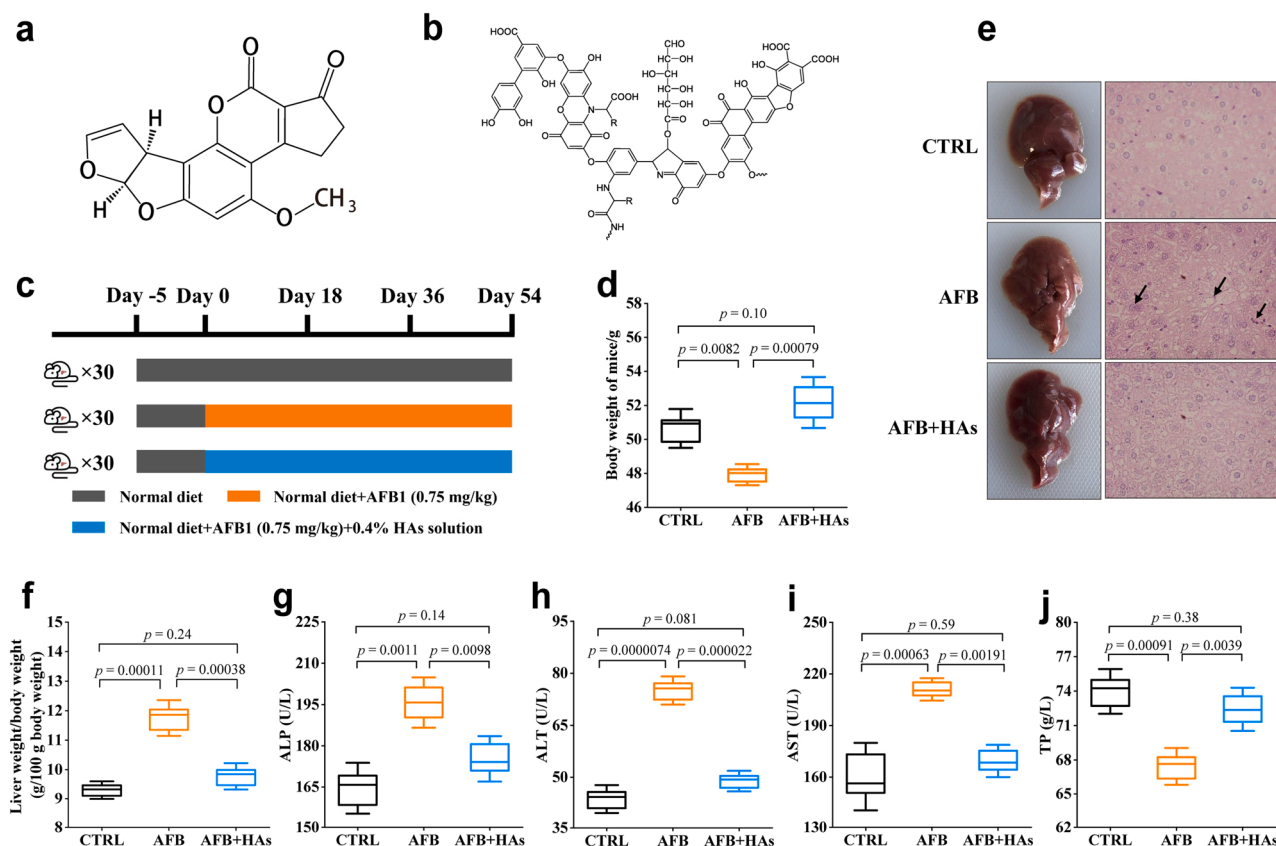 a
O
O
O
H
O
H
O
O
CH3
b
HOOC
O
OH
OH
HO
OH
OH
N
COOH
R
O
O
O
O
CHO
OH
HO
OH
OH
O
O
N
O
HN
R
O
NH
O
O
O
O
OH
HO
HOOC
COOH
O
O
c
Day -5 Day 0 Day 18 Day 36 Day 54
×30
×30
×30
Normal diet Normal diet+AFB1 (0.75 mg/kg)
Normal diet+AFB1 (0.75 mg/kg)+0.4% HAs solution
d
Body weight of mice/g
58
56
54
52
50
48
46
p = 0.10
p = 0.0082
p = 0.00079
CTRL AFB AFB+HAs
e
CTRL
AFB
AFB+HAs
f
Liver weight/body weight
(g/100 g body weight)
15
14
13
12
11
10
9
8
p = 0.24
p = 0.00011
p = 0.00038
CTRL AFB AFB+HAs
g
ALP (U/L)
225
210
195
180
165
150
p = 0.14
p = 0.0011
p = 0.0098
CTRL AFB AFB+HAs
h
ALT (U/L)
115
95
75
50
35
p = 0.081
p = 0.0000074
p = 0.000022
CTRL AFB AFB+HAs
i
AST (U/L)
250
220
190
160
130
p = 0.59
p = 0.00063
p = 0.00191
CTRL AFB AFB+HAs
j
TP (g/L)
80
77
74
71
68
65
62
p = 0.38
p = 0.00091
p = 0.0039
CTRL AFB AFB+HAs